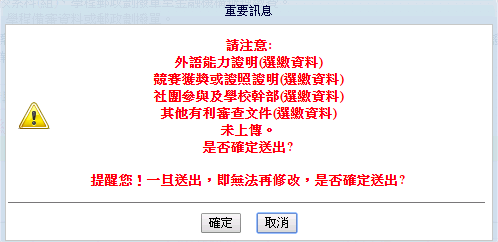 重要訊息
請注意:
外語能力證明(選繳資料)
競賽獲獎或證照證明(選繳資料)
社團參與及學校幹部(選繳資料)
其他有利審查文件(選繳資料)
未上傳。
是否確定送出?
提醒您！一旦送出，即無法再修改，是否確定送出?
確定
取消